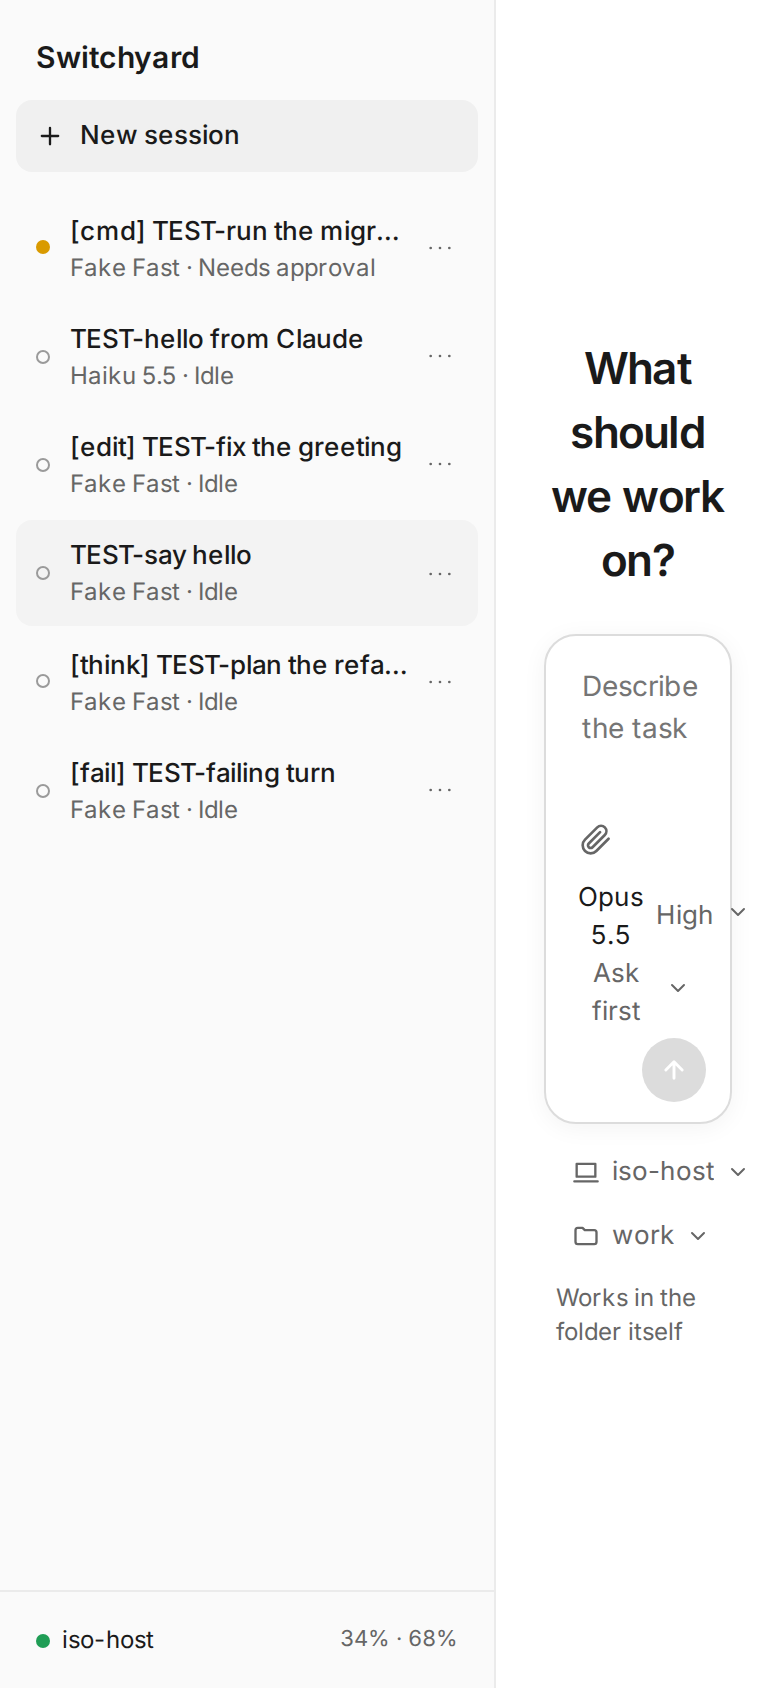 Switchyard
New session
[cmd] TEST-run the migr...
Fake Fast · Needs approval
TEST-hello from Claude
Haiku 5.5 · Idle
[edit] TEST-fix the greeting
Fake Fast · Idle
TEST-say hello
Fake Fast · Idle
[think] TEST-plan the refa...
Fake Fast · Idle
[fail] TEST-failing turn
Fake Fast · Idle
iso-host
34% · 68%
What
should
we work
on?
Describe
the task
Opus
5.5
High
Ask
first
iso-host
work
Works in the
folder itself